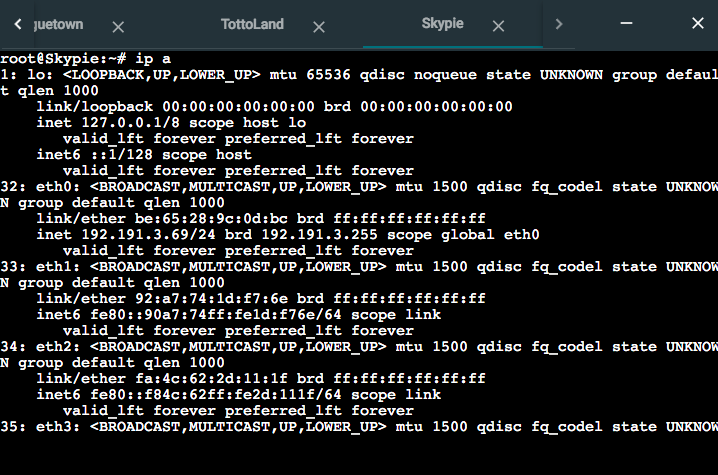 guetown
TottoLand
Skypie
root@Skypie:~# ip a
1: lo: <LOOPBACK,UP,LOWER_UP> mtu 65536 qdisc noqueue state UNKNOWN group defaul
t qlen 1000
    link/loopback 00:00:00:00:00:00 brd 00:00:00:00:00:00
    inet 127.0.0.1/8 scope host lo
       valid_lft forever preferred_lft forever
    inet6 ::1/128 scope host
       valid_lft forever preferred_lft forever
32: eth0: <BROADCAST,MULTICAST,UP,LOWER_UP> mtu 1500 qdisc fq_codel state UNKNOW
N group default qlen 1000
    link/ether be:65:28:9c:0d:bc brd ff:ff:ff:ff:ff:ff
    inet 192.191.3.69/24 brd 192.191.3.255 scope global eth0
       valid_lft forever preferred_lft forever
33: eth1: <BROADCAST,MULTICAST,UP,LOWER_UP> mtu 1500 qdisc fq_codel state UNKNOW
N group default qlen 1000
    link/ether 92:a7:74:1d:f7:6e brd ff:ff:ff:ff:ff:ff
    inet6 fe80::90a7:74ff:fe1d:f76e/64 scope link
       valid_lft forever preferred_lft forever
34: eth2: <BROADCAST,MULTICAST,UP,LOWER_UP> mtu 1500 qdisc fq_codel state UNKNOW
N group default qlen 1000
    link/ether fa:4c:62:2d:11:1f brd ff:ff:ff:ff:ff:ff
    inet6 fe80::f84c:62ff:fe2d:111f/64 scope link
       valid_lft forever preferred_lft forever
35: eth3: <BROADCAST,MULTICAST,UP,LOWER_UP> mtu 1500 qdisc fq_codel state UNKNOW